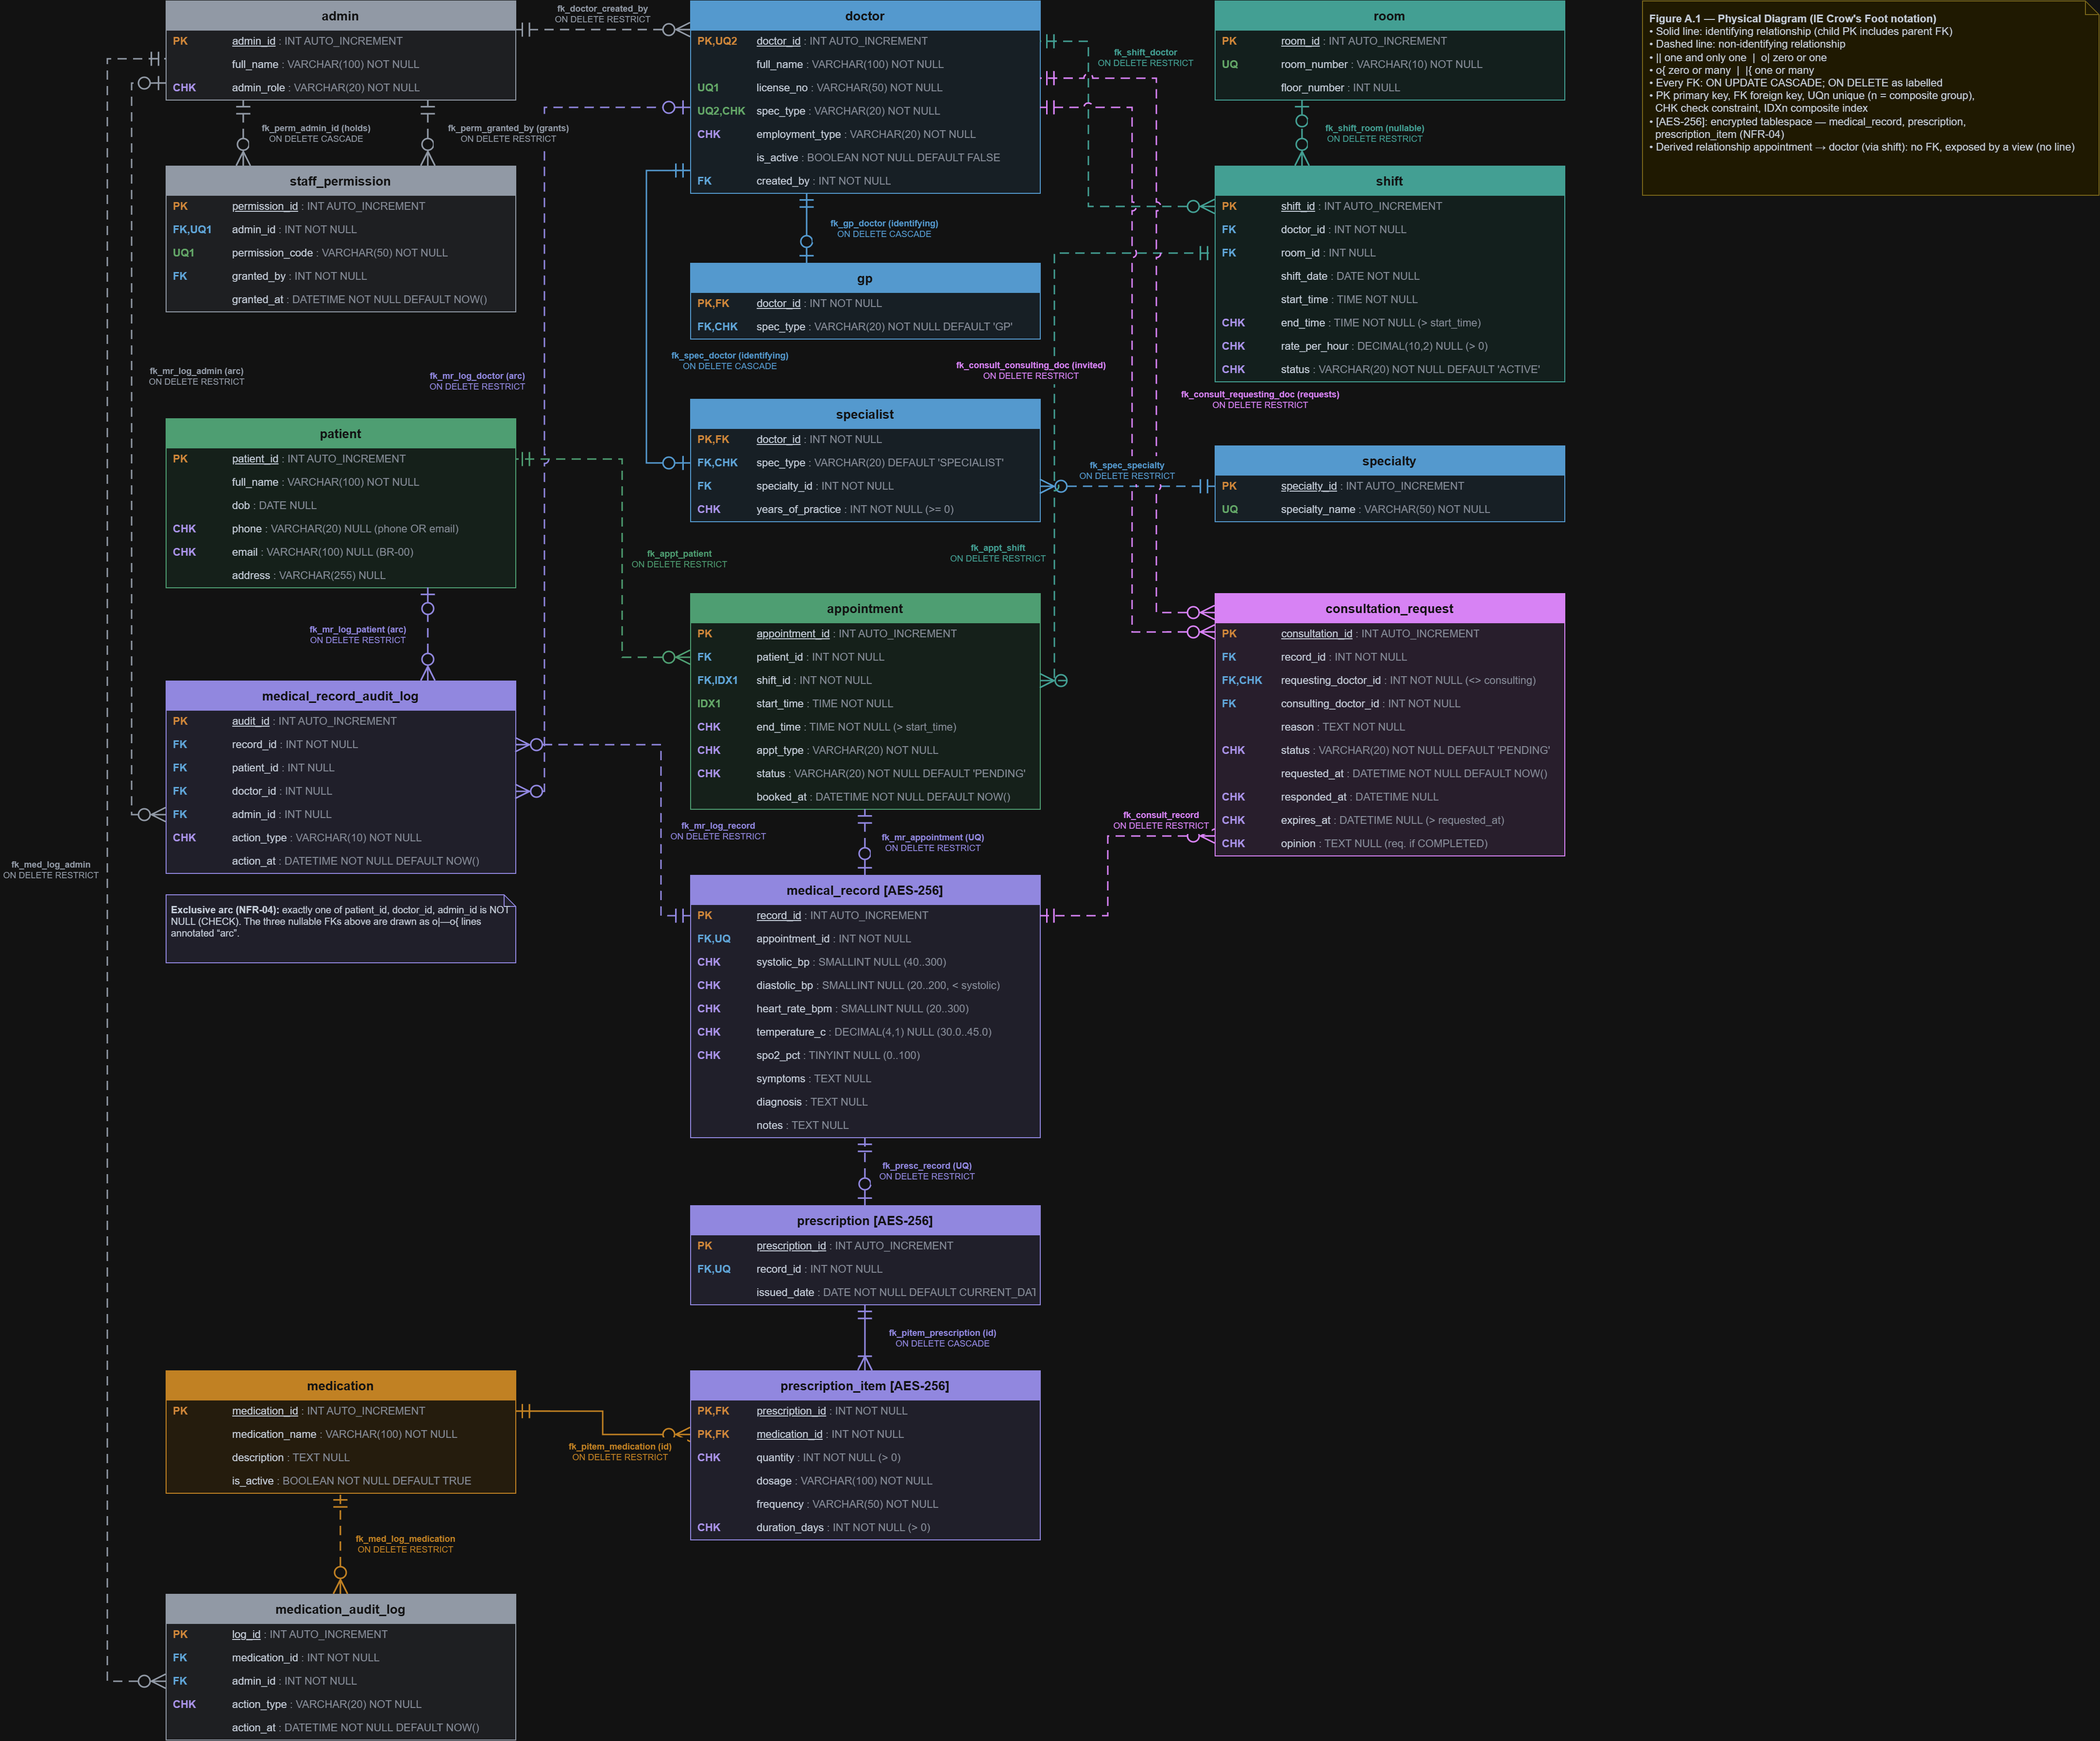 admin
PK admin_id : INT AUTO_INCREMENT
full_name : VARCHAR(100) NOT NULL
CHK admin_role : VARCHAR(20) NOT NULL
fk_doctor_created_by
ON DELETE RESTRICT
doctor
PK,UQ2 doctor_id : INT AUTO_INCREMENT
full_name : VARCHAR(100) NOT NULL
UQ1 license_no : VARCHAR(50) NOT NULL
UQ2,CHK spec_type : VARCHAR(20) NOT NULL
CHK employment_type : VARCHAR(20) NOT NULL
is_active : BOOLEAN NOT NULL DEFAULT FALSE
FK created_by : INT NOT NULL
fk_shift_doctor
ON DELETE RESTRICT
room
PK room_id : INT AUTO_INCREMENT
UQ room_number : VARCHAR(10) NOT NULL
floor_number : INT NULL
Figure A.1 — Physical Diagram (IE Crow's Foot notation)
• Solid line: identifying relationship (child PK includes parent FK)
• Dashed line: non-identifying relationship
• || one and only one | o| zero or one
• o{ zero or many | |{ one or many
• Every FK: ON UPDATE CASCADE; ON DELETE as labelled
• PK primary key, FK foreign key, UQn unique (n = composite group),
CHK check constraint, IDXn composite index
• [AES-256]: encrypted tablespace — medical_record, prescription,
prescription_item (NFR-04)
• Derived relationship appointment → doctor (via shift): no FK, exposed by a view (no line)
fk_perm_admin_id (holds)
ON DELETE CASCADE
fk_perm_granted_by (grants)
ON DELETE RESTRICT
fk_shift_room (nullable)
ON DELETE RESTRICT
staff_permission
PK permission_id : INT AUTO_INCREMENT
FK,UQ1 admin_id : INT NOT NULL
UQ1 permission_code : VARCHAR(50) NOT NULL
FK granted_by : INT NOT NULL
granted_at : DATETIME NOT NULL DEFAULT NOW()
fk_gp_doctor (identifying)
ON DELETE CASCADE
gp
PK,FK doctor_id : INT NOT NULL
FK,CHK spec_type : VARCHAR(20) NOT NULL DEFAULT 'GP'
shift
PK shift_id : INT AUTO_INCREMENT
FK doctor_id : INT NOT NULL
FK room_id : INT NULL
shift_date : DATE NOT NULL
start_time : TIME NOT NULL
CHK end_time : TIME NOT NULL (> start_time)
CHK rate_per_hour : DECIMAL(10,2) NULL (> 0)
CHK status : VARCHAR(20) NOT NULL DEFAULT 'ACTIVE'
fk_mr_log_admin (arc)
ON DELETE RESTRICT
fk_mr_log_doctor (arc)
ON DELETE RESTRICT
fk_spec_doctor (identifying)
ON DELETE CASCADE
fk_consult_consulting_doc (invited)
ON DELETE RESTRICT
fk_consult_requesting_doc (requests)
ON DELETE RESTRICT
patient
PK patient_id : INT AUTO_INCREMENT
full_name : VARCHAR(100) NOT NULL
dob : DATE NULL
CHK phone : VARCHAR(20) NULL (phone OR email)
CHK email : VARCHAR(100) NULL (BR-00)
address : VARCHAR(255) NULL
specialist
PK,FK doctor_id : INT NOT NULL
FK,CHK spec_type : VARCHAR(20) DEFAULT 'SPECIALIST'
FK specialty_id : INT NOT NULL
CHK years_of_practice : INT NOT NULL (>= 0)
fk_spec_specialty
ON DELETE RESTRICT
specialty
PK specialty_id : INT AUTO_INCREMENT
UQ specialty_name : VARCHAR(50) NOT NULL
fk_appt_patient
ON DELETE RESTRICT
fk_appt_shift
ON DELETE RESTRICT
fk_mr_log_patient (arc)
ON DELETE RESTRICT
appointment
PK appointment_id : INT AUTO_INCREMENT
FK patient_id : INT NOT NULL
FK,IDX1 shift_id : INT NOT NULL
IDX1 start_time : TIME NOT NULL
CHK end_time : TIME NOT NULL (> start_time)
CHK appt_type : VARCHAR(20) NOT NULL
CHK status : VARCHAR(20) NOT NULL DEFAULT 'PENDING'
booked_at : DATETIME NOT NULL DEFAULT NOW()
consultation_request
PK consultation_id : INT AUTO_INCREMENT
FK record_id : INT NOT NULL
FK,CHK requesting_doctor_id : INT NOT NULL (<> consulting)
FK consulting_doctor_id : INT NOT NULL
reason : TEXT NOT NULL
CHK status : VARCHAR(20) NOT NULL DEFAULT 'PENDING'
requested_at : DATETIME NOT NULL DEFAULT NOW()
CHK responded_at : DATETIME NULL
CHK expires_at : DATETIME NULL (> requested_at)
CHK opinion : TEXT NULL (req. if COMPLETED)
medical_record_audit_log
PK audit_id : INT AUTO_INCREMENT
FK record_id : INT NOT NULL
FK patient_id : INT NULL
FK doctor_id : INT NULL
FK admin_id : INT NULL
CHK action_type : VARCHAR(10) NOT NULL
action_at : DATETIME NOT NULL DEFAULT NOW()
fk_med_log_admin
ON DELETE RESTRICT
fk_mr_log_record
ON DELETE RESTRICT
fk_mr_appointment (UQ)
ON DELETE RESTRICT
fk_consult_record
ON DELETE RESTRICT
Exclusive arc (NFR-04): exactly one of patient_id, doctor_id, admin_id is NOT
NULL (CHECK). The three nullable FKs above are drawn as o|—o{ lines
annotated "arc".
medical_record [AES-256]
PK record_id : INT AUTO_INCREMENT
FK,UQ appointment_id : INT NOT NULL
CHK systolic_bp : SMALLINT NULL (40..300)
CHK diastolic_bp : SMALLINT NULL (20..200, < systolic)
CHK heart_rate_bpm : SMALLINT NULL (20..300)
CHK temperature_c : DECIMAL(4,1) NULL (30.0..45.0)
CHK spo2_pct : TINYINT NULL (0..100)
symptoms : TEXT NULL
diagnosis : TEXT NULL
notes : TEXT NULL
fk_presc_record (UQ)
ON DELETE RESTRICT
prescription [AES-256]
PK prescription_id : INT AUTO_INCREMENT
FK,UQ record_id : INT NOT NULL
issued_date : DATE NOT NULL DEFAULT CURRENT_DAT
fk_pitem_prescription (id)
ON DELETE CASCADE
medication
PK medication_id : INT AUTO_INCREMENT
medication_name : VARCHAR(100) NOT NULL
description : TEXT NULL
is_active : BOOLEAN NOT NULL DEFAULT TRUE
fk_pitem_medication (id)
ON DELETE RESTRICT
prescription_item [AES-256]
PK,FK prescription_id : INT NOT NULL
PK,FK medication_id : INT NOT NULL
CHK quantity : INT NOT NULL (> 0)
dosage : VARCHAR(100) NOT NULL
frequency : VARCHAR(50) NOT NULL
CHK duration_days : INT NOT NULL (> 0)
fk_med_log_medication
ON DELETE RESTRICT
medication_audit_log
PK log_id : INT AUTO_INCREMENT
FK medication_id : INT NOT NULL
FK admin_id : INT NOT NULL
CHK action_type : VARCHAR(20) NOT NULL
action_at : DATETIME NOT NULL DEFAULT NOW()